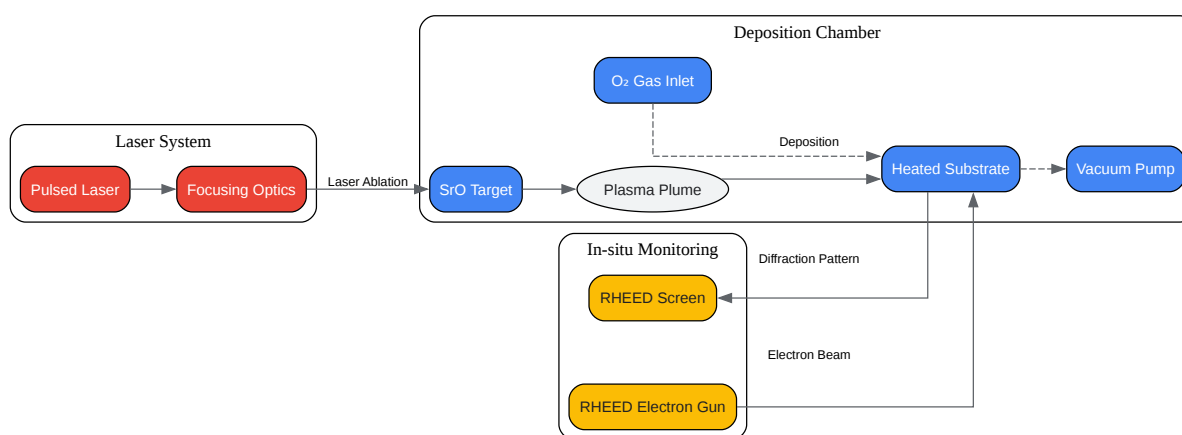 Deposition Chamber
O₂ Gas Inlet
Laser System
Deposition
Pulsed Laser
Focusing Optics
Laser Ablation
SrO Target
Plasma Plume
Heated Substrate
Vacuum Pump
In-situ Monitoring
Diffraction Pattern
RHEED Screen
Electron Beam
RHEED Electron Gun